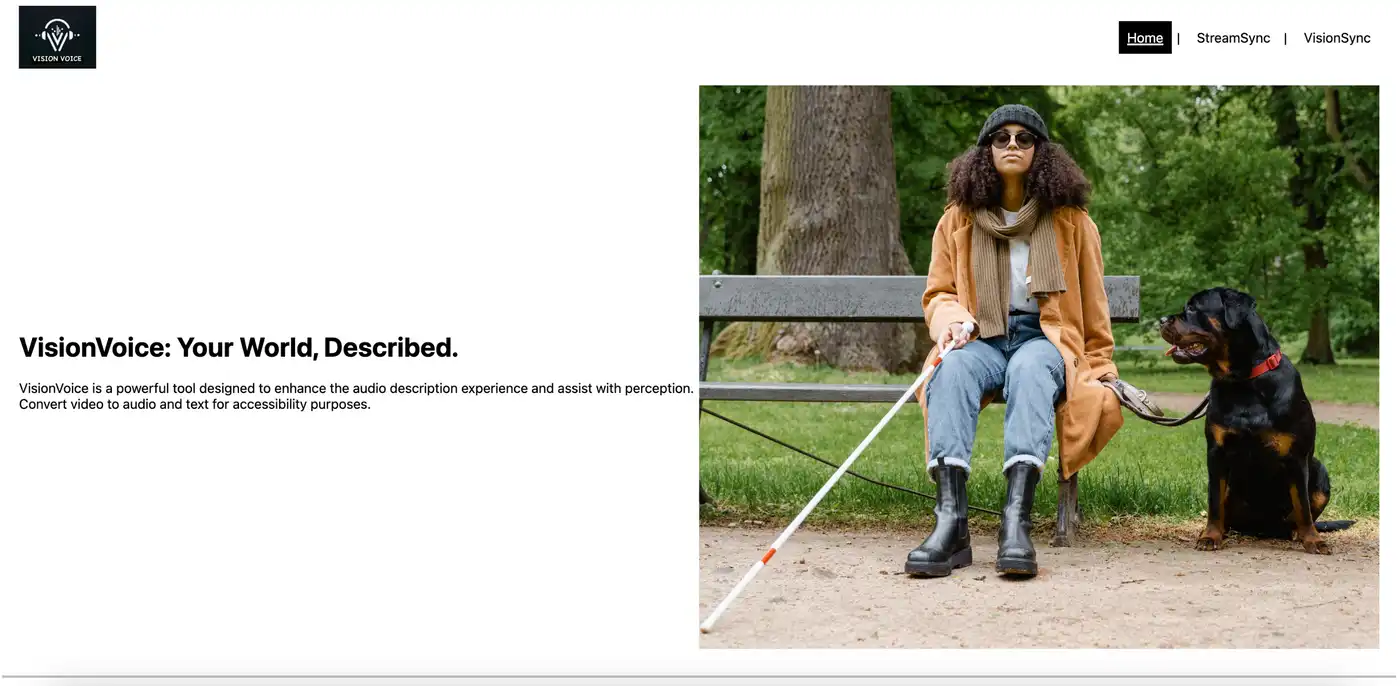 VISION VOICE
Home | StreamSync | VisionSync
VisionVoice: Your World, Described.
VisionVoice is a powerful tool designed to enhance the audio description experience and assist with perception.
Convert video to audio and text for accessibility purposes.